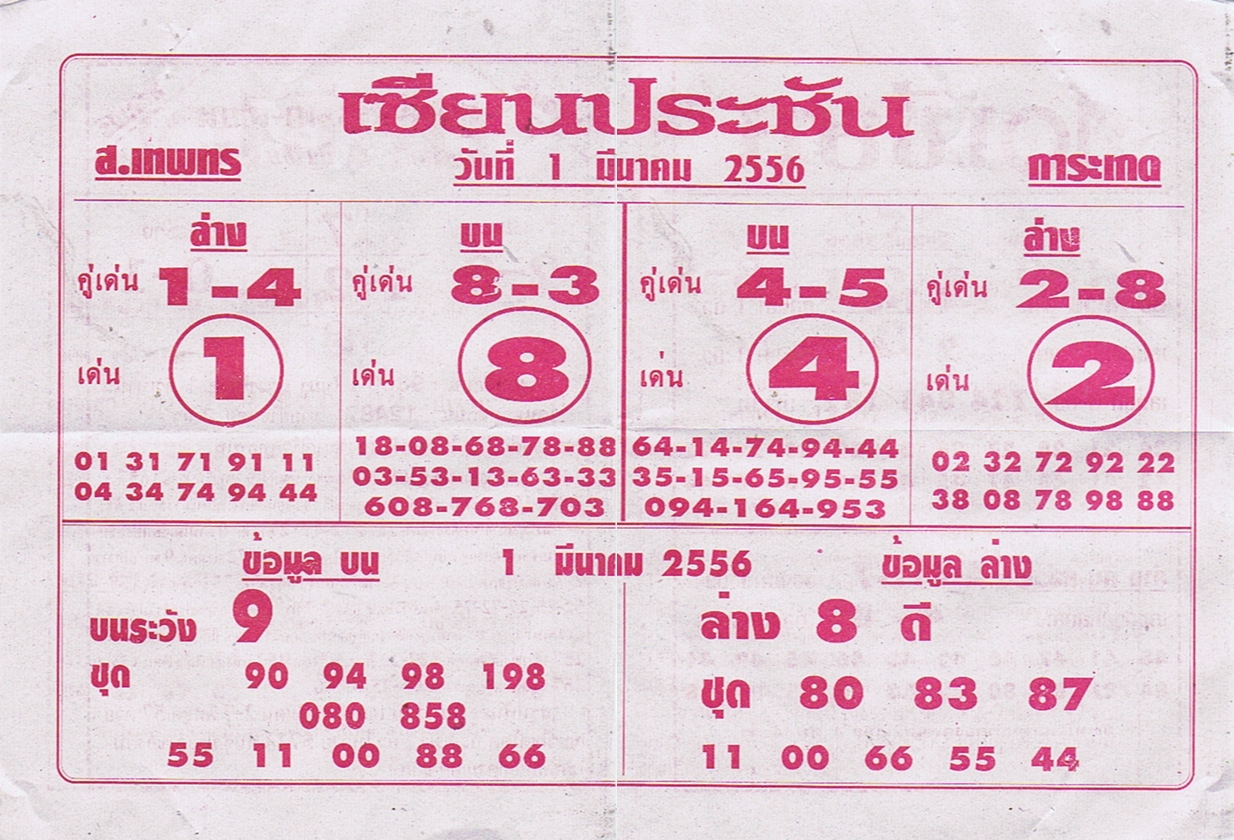 เซียนประชัน
ส.เทพทร วันที่ 1 มีนาคม 2556 การะเกด
ล่าง บน บน ล่าง
คู่เด่น 1-4 คู่เด่น 8-3 คู่เด่น 4-5 คู่เด่น 2-8
เด่น 1 เด่น 8 เด่น 4 เด่น 2
01 31 71 91 11
04 34 74 94 44
18-08-68-78-88
03-53-13-63-33
608-768-703
64-14-74-94-44
35-15-65-95-55
094-164-953
02 32 72 92 22
38 08 78 98 88
ข้อมูล บน 1 มีนาคม 2556 ข้อมูล ล่าง
บนระวัง 9
ชุด 90 94 98 198
080 858
55 11 00 88 66
ล่าง 8 ดี
ชุด 80 83 87
11 00 66 55 44